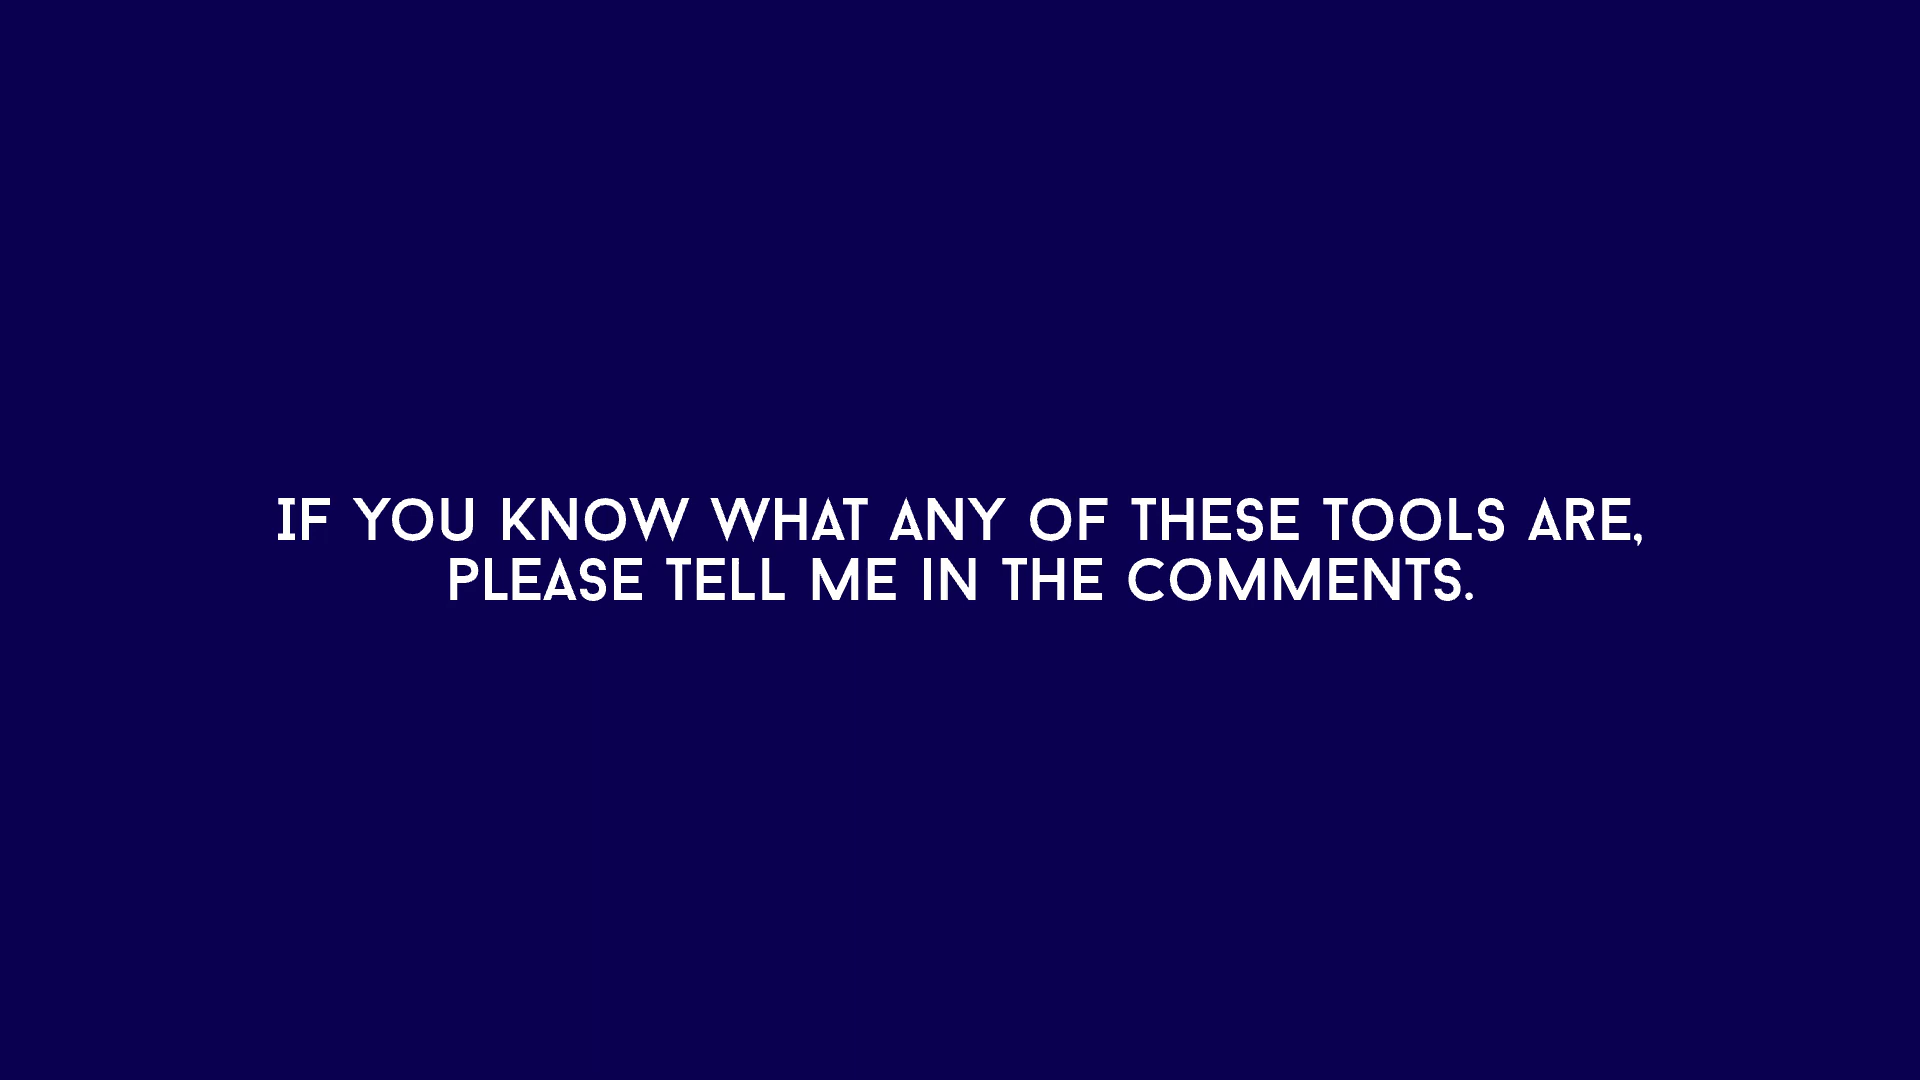 IF YOU KNOW WHAT ANY OF THESE TOOLS ARE,
PLEASE TELL ME IN THE COMMENTS.